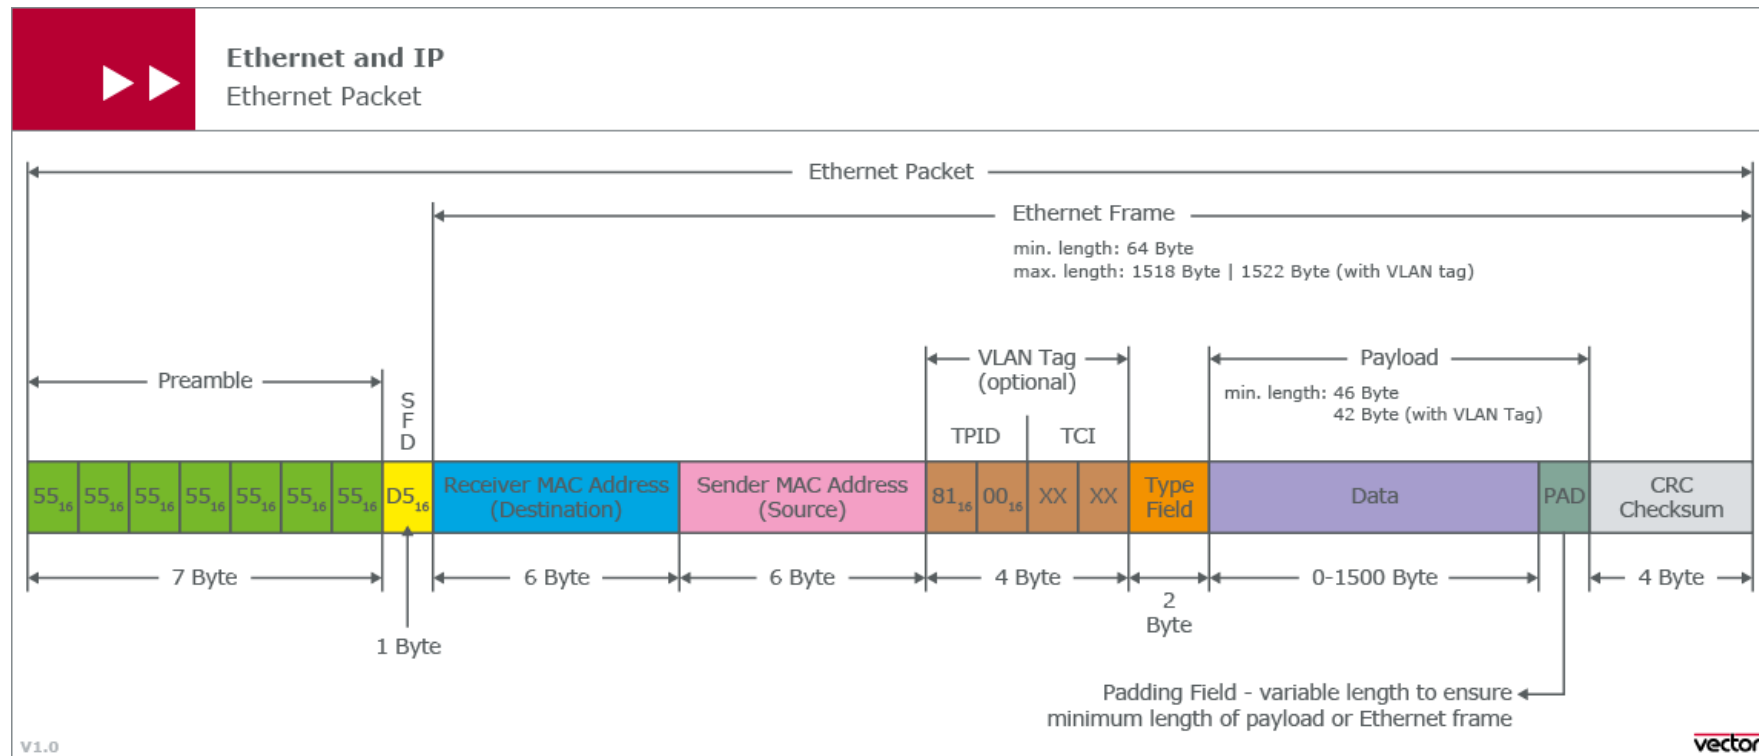 Ethernet and IP
Ethernet Packet
Ethernet Packet
Ethernet Frame
min. length: 64 Byte
max. length: 1518 Byte | 1522 Byte (with VLAN tag)
Preamble
S
F
D
VLAN Tag
(optional)
TPID
TCI
Payload
min. length: 46 Byte
42 Byte (with VLAN Tag)
55₁₆ 55₁₆ 55₁₆ 55₁₆ 55₁₆ 55₁₆ 55₁₆ D5₁₆
Receiver MAC Address
(Destination)
Sender MAC Address
(Source)
81₁₆ 00₁₆ XX XX
Type
Field
Data
PAD
CRC
Checksum
7 Byte
1 Byte
6 Byte
6 Byte
4 Byte
2
Byte
0-1500 Byte
4 Byte
Padding Field - variable length to ensure
minimum length of payload or Ethernet frame
V1.0
vector